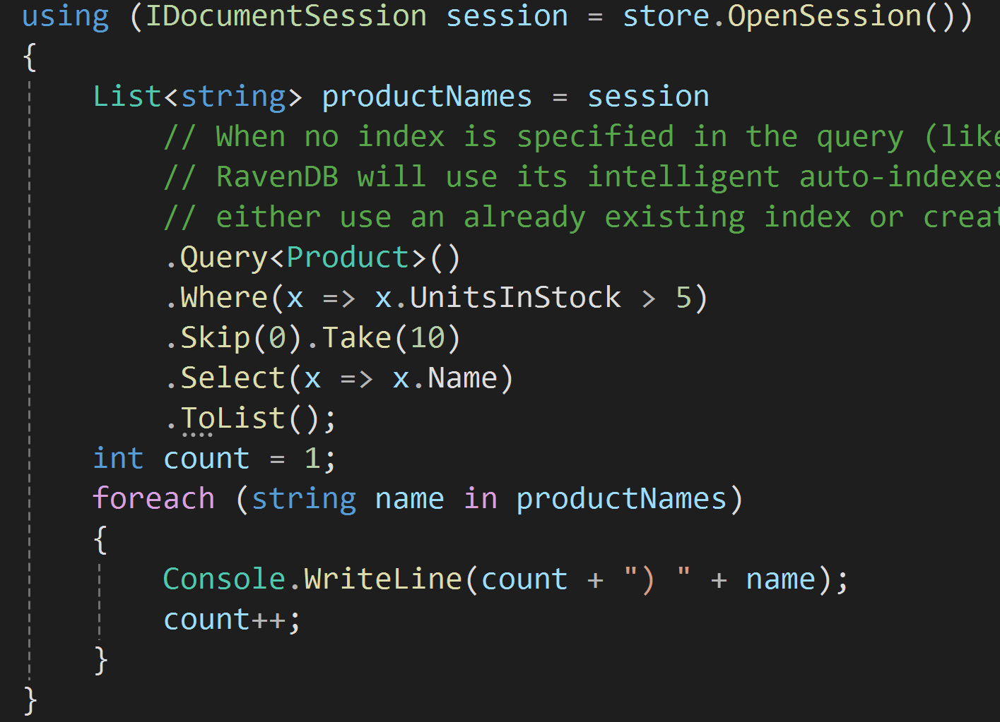 using (IDocumentSession session = store.OpenSession())
{
List<string> productNames = session
// When no index is specified in the query (like
// RavenDB will use its intelligent auto-indexes
// either use an already existing index or creat
.Query<Product>()
.Where(x => x.UnitsInStock > 5)
.Skip(0).Take(10)
.Select(x => x.Name)
.ToList();
int count = 1;
foreach (string name in productNames)
{
Console.WriteLine(count + ") " + name);
count++;
}
}